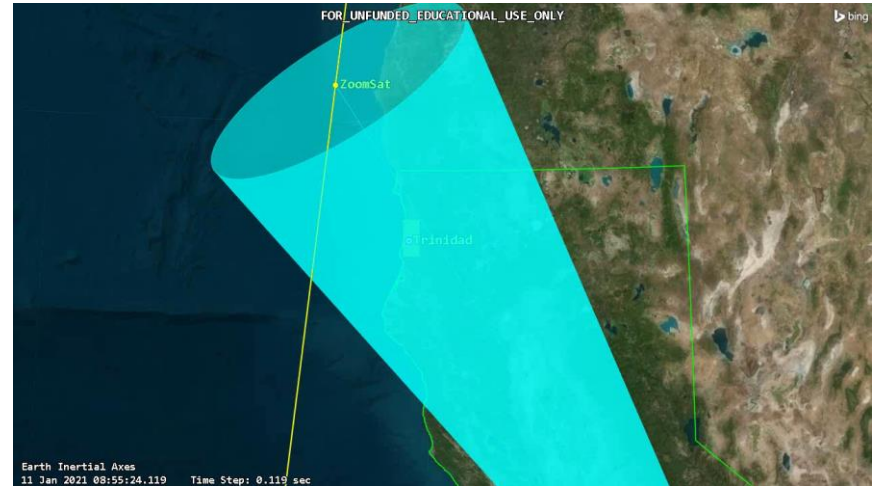 FOR_UNFUNDED_EDUCATIONAL_USE_ONLY
bing
ZoomSat
Trinidad
Earth Inertial Axes
11 Jan 2021 08:55:24.119 Time Step: 0.119 sec